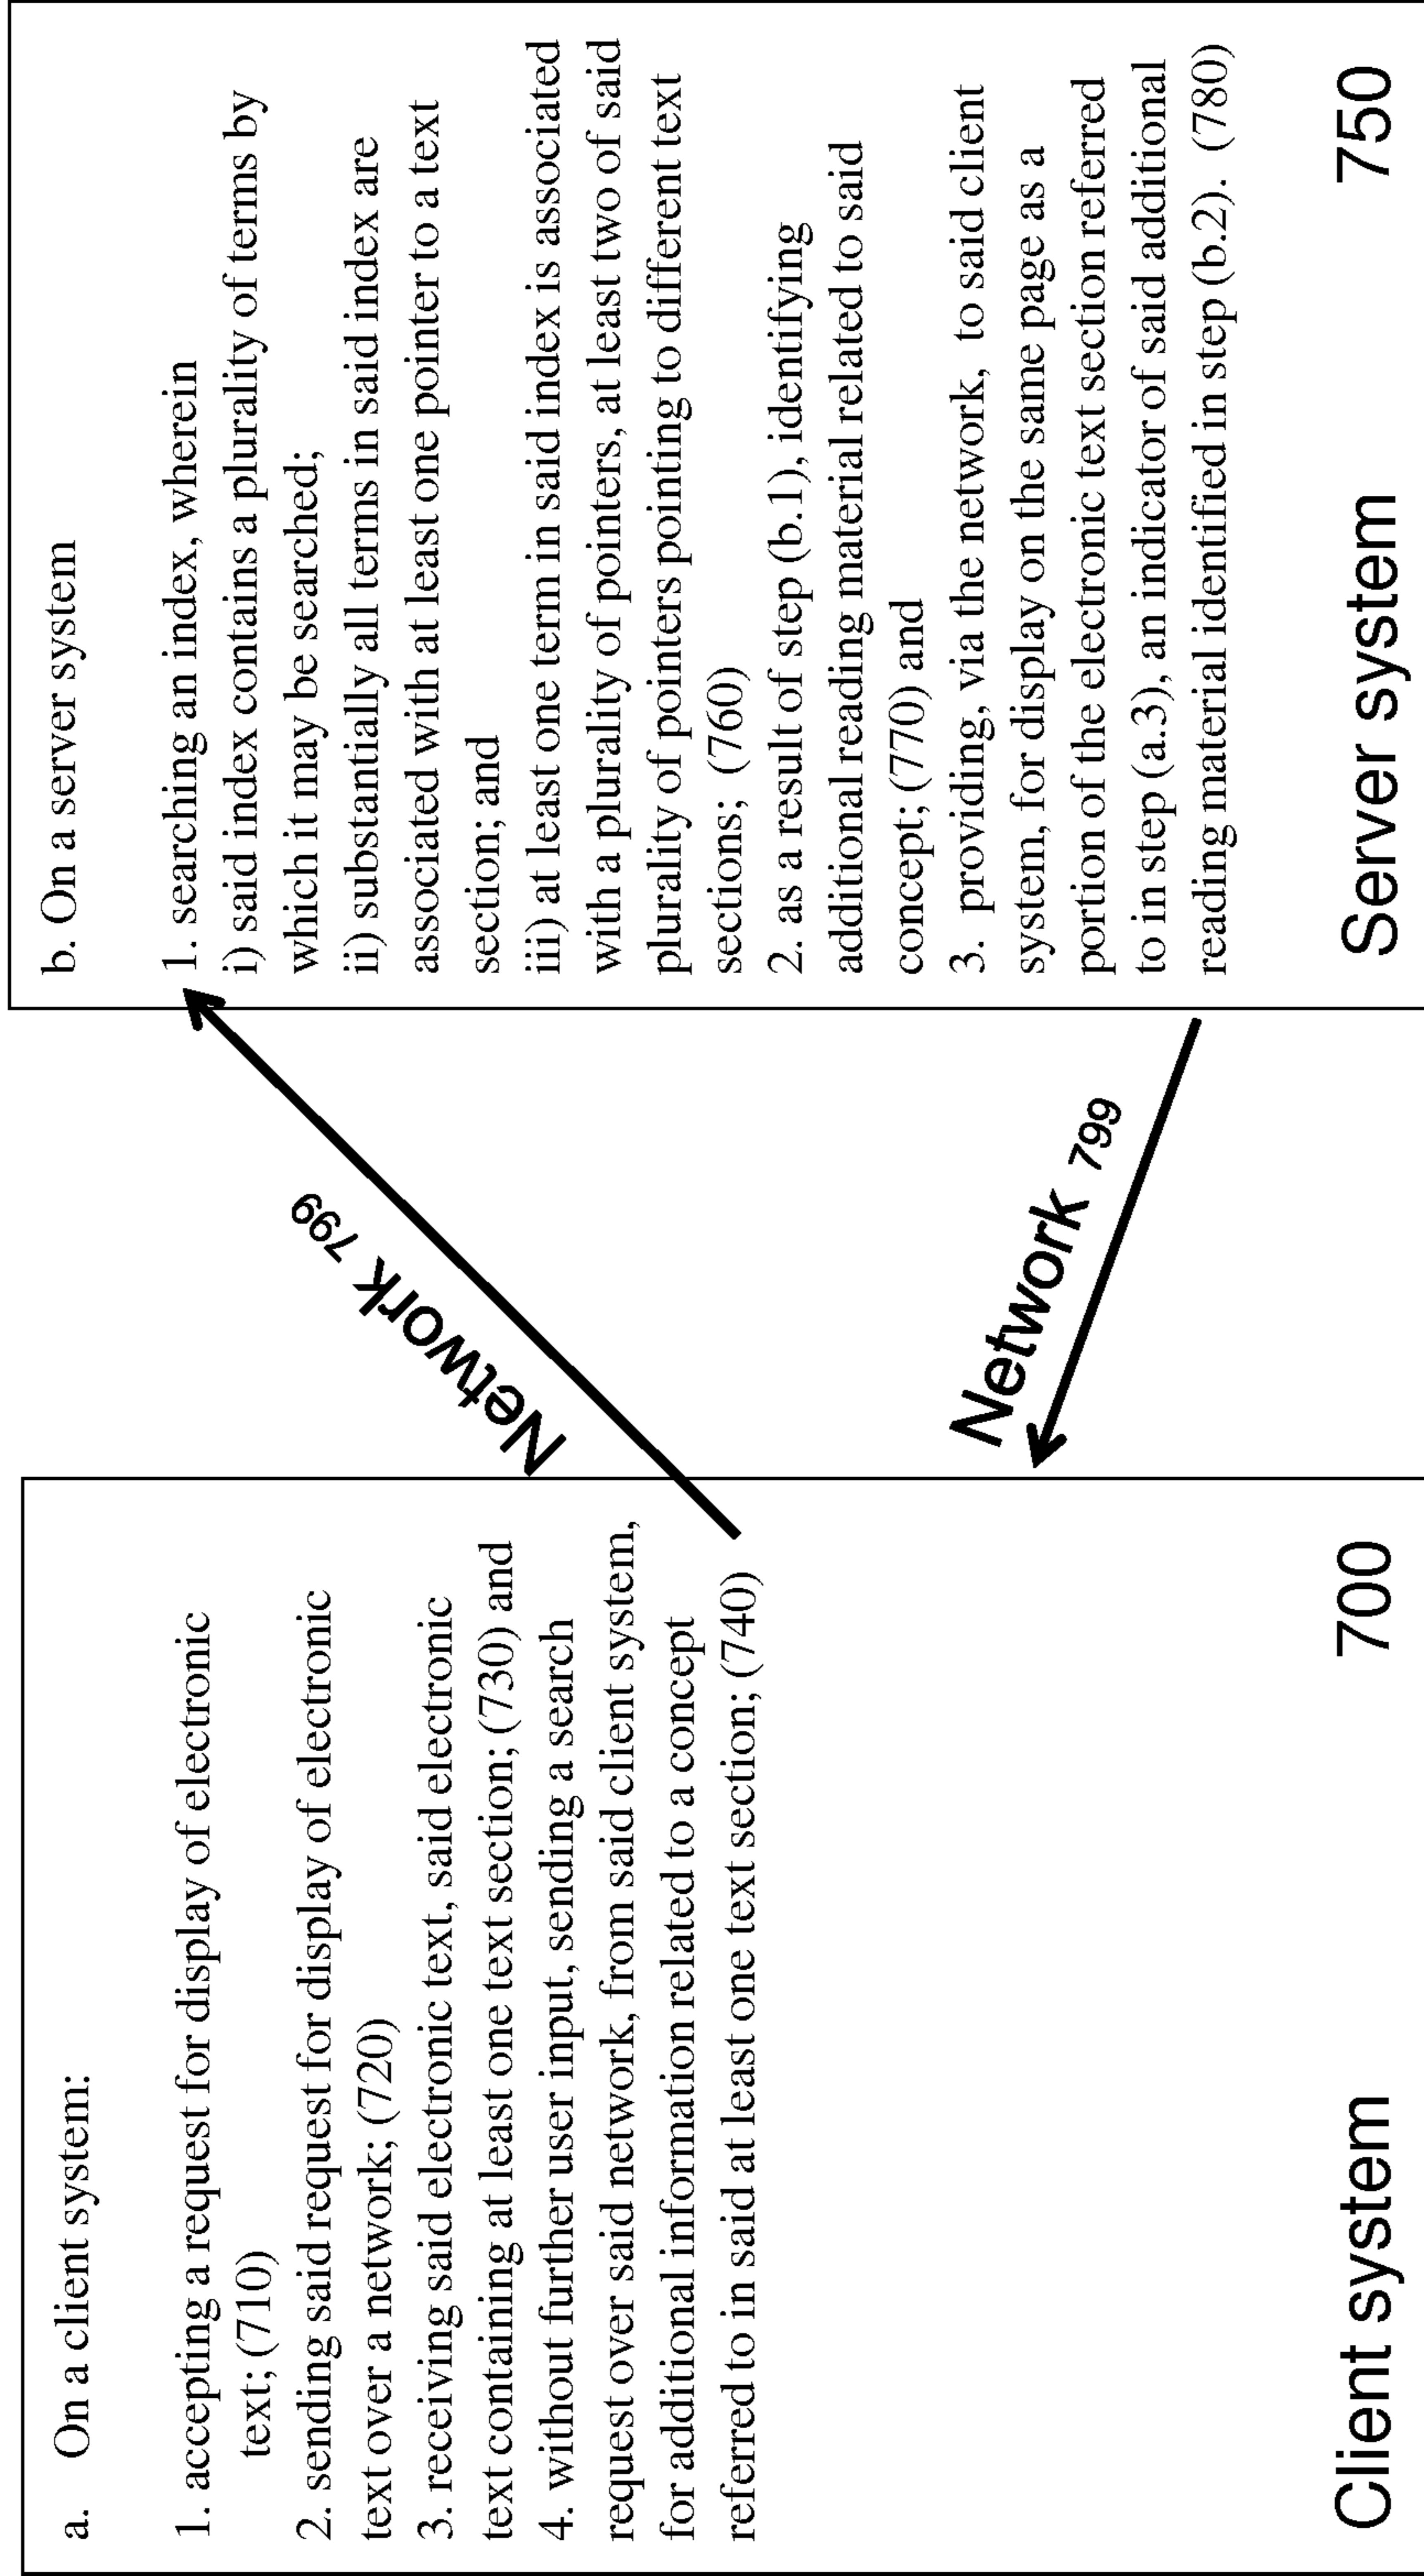 a. On a client system:
1. accepting a request for display of electronic
text; (710)
2. sending said request for display of electronic
text over a network; (720)
3. receiving said electronic text, said electronic
text containing at least one text section; (730) and
4. without further user input, sending a search
request over said network, from said client system,
for additional information related to a concept
referred to in said at least one text section; (740)
Client system 700
Network 799
Network 799
b. On a server system
1. searching an index, wherein
i) said index contains a plurality of terms by
which it may be searched;
ii) substantially all terms in said index are
associated with at least one pointer to a text
section; and
iii) at least one term in said index is associated
with a plurality of pointers, at least two of said
plurality of pointers pointing to different text
sections; (760)
2. as a result of step (b.1), identifying
additional reading material related to said
concept; (770) and
3. providing, via the network, to said client
system, for display on the same page as a
portion of the electronic text section referred
to in step (a.3), an indicator of said additional
reading material identified in step (b.2). (780)
Server system 750